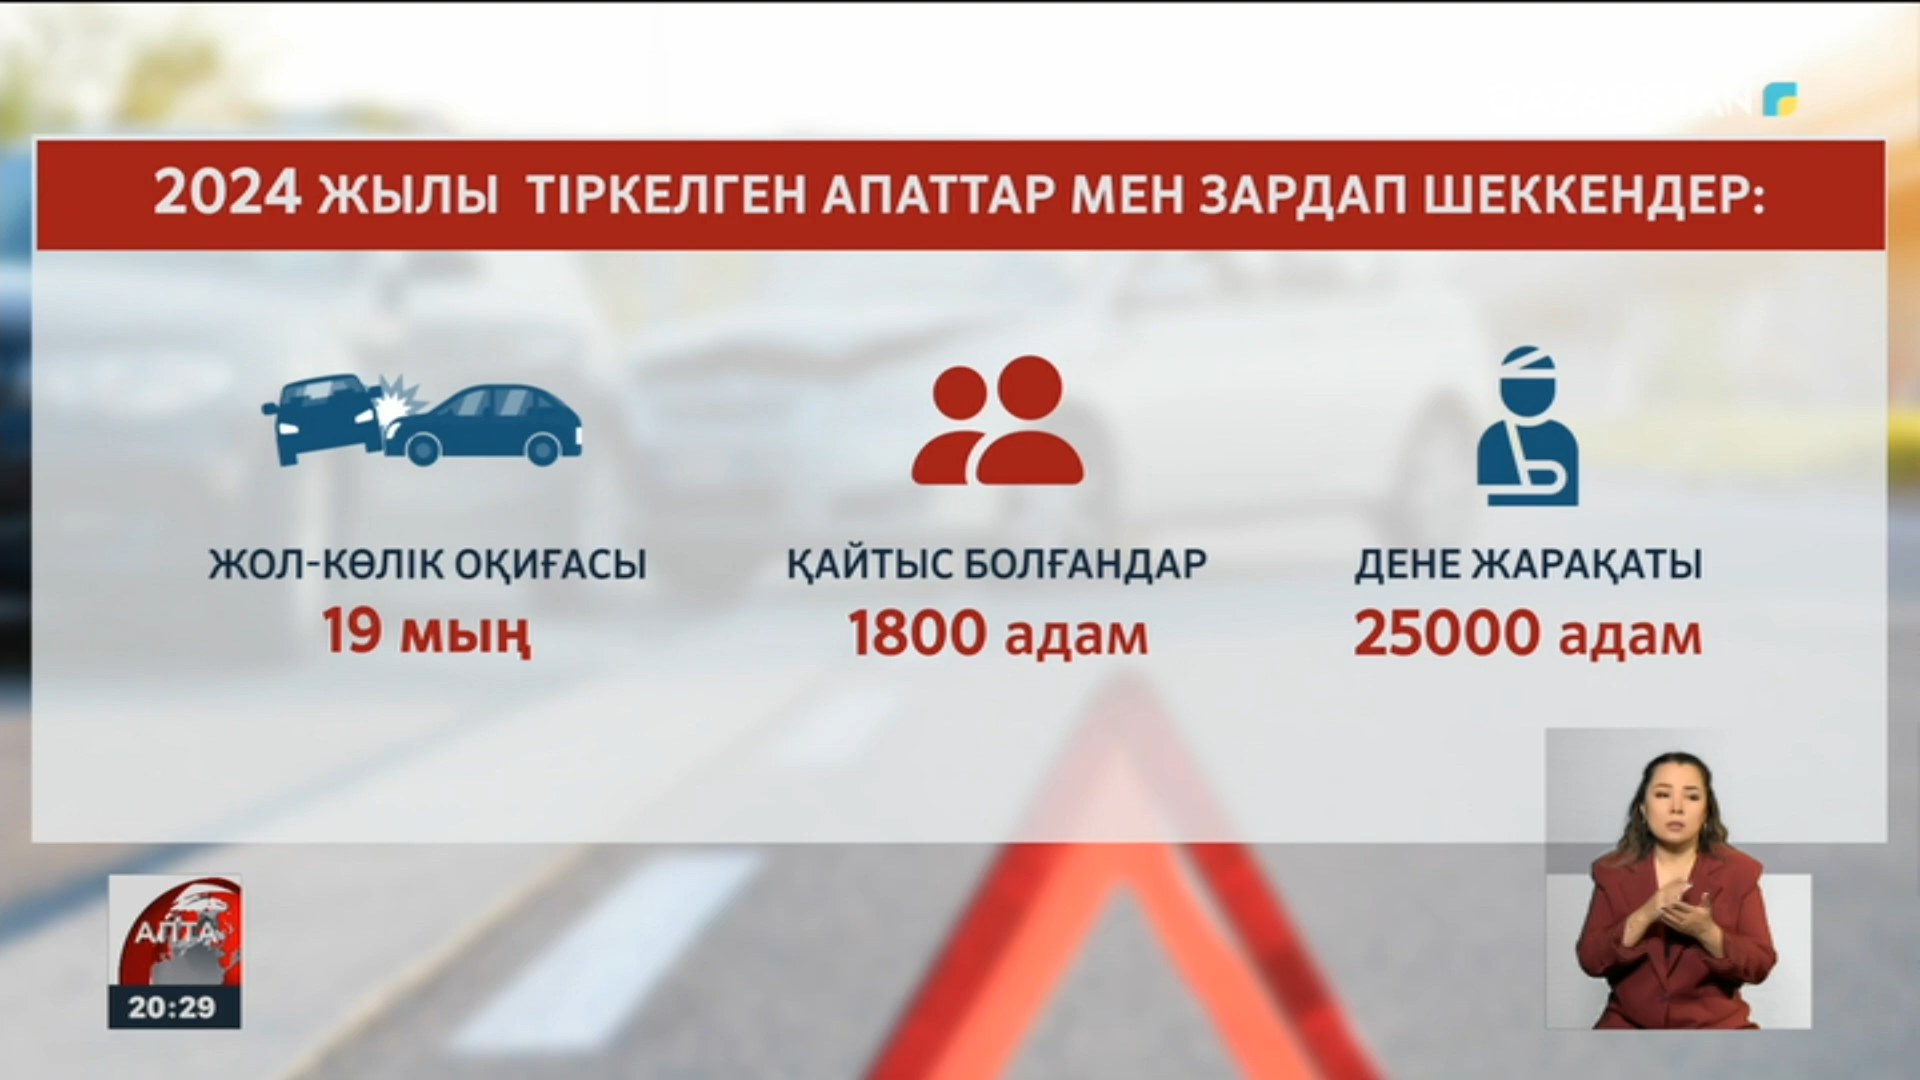 2024 ЖЫЛЫ ТІРКЕЛГЕН АПАТТАР МЕН ЗАРДАП ШЕККЕНДЕР:
ЖОЛ-КӨЛІК ОҚИҒАСЫ
19 мың
ҚАЙТЫС БОЛҒАНДАР
1800 адам
ДЕНЕ ЖАРАҚАТЫ
25000 адам
АПТА
20:29